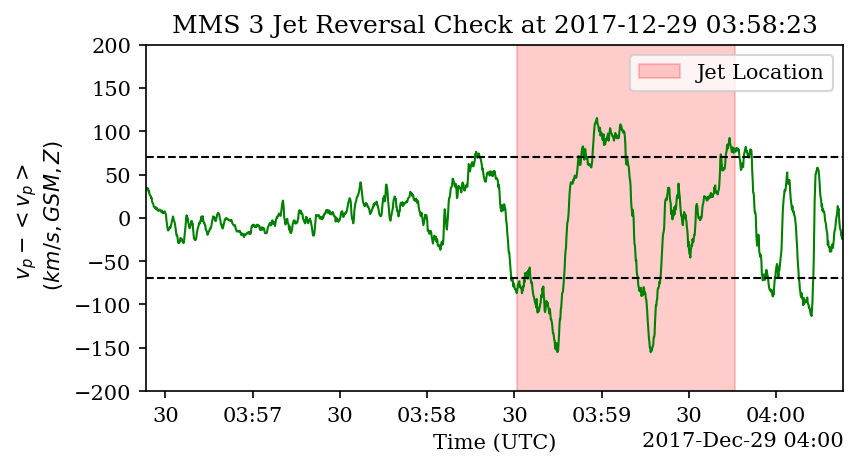 MMS 3 Jet Reversal Check at 2017-12-29 03:58:23
Jet Location
200
150
100
50
0
−50
−100
−150
−200
v_p − < v_p >
(km/s, GSM, Z)
30 03:57 30 03:58 30 03:59 30 04:00
Time (UTC)
2017-Dec-29 04:00